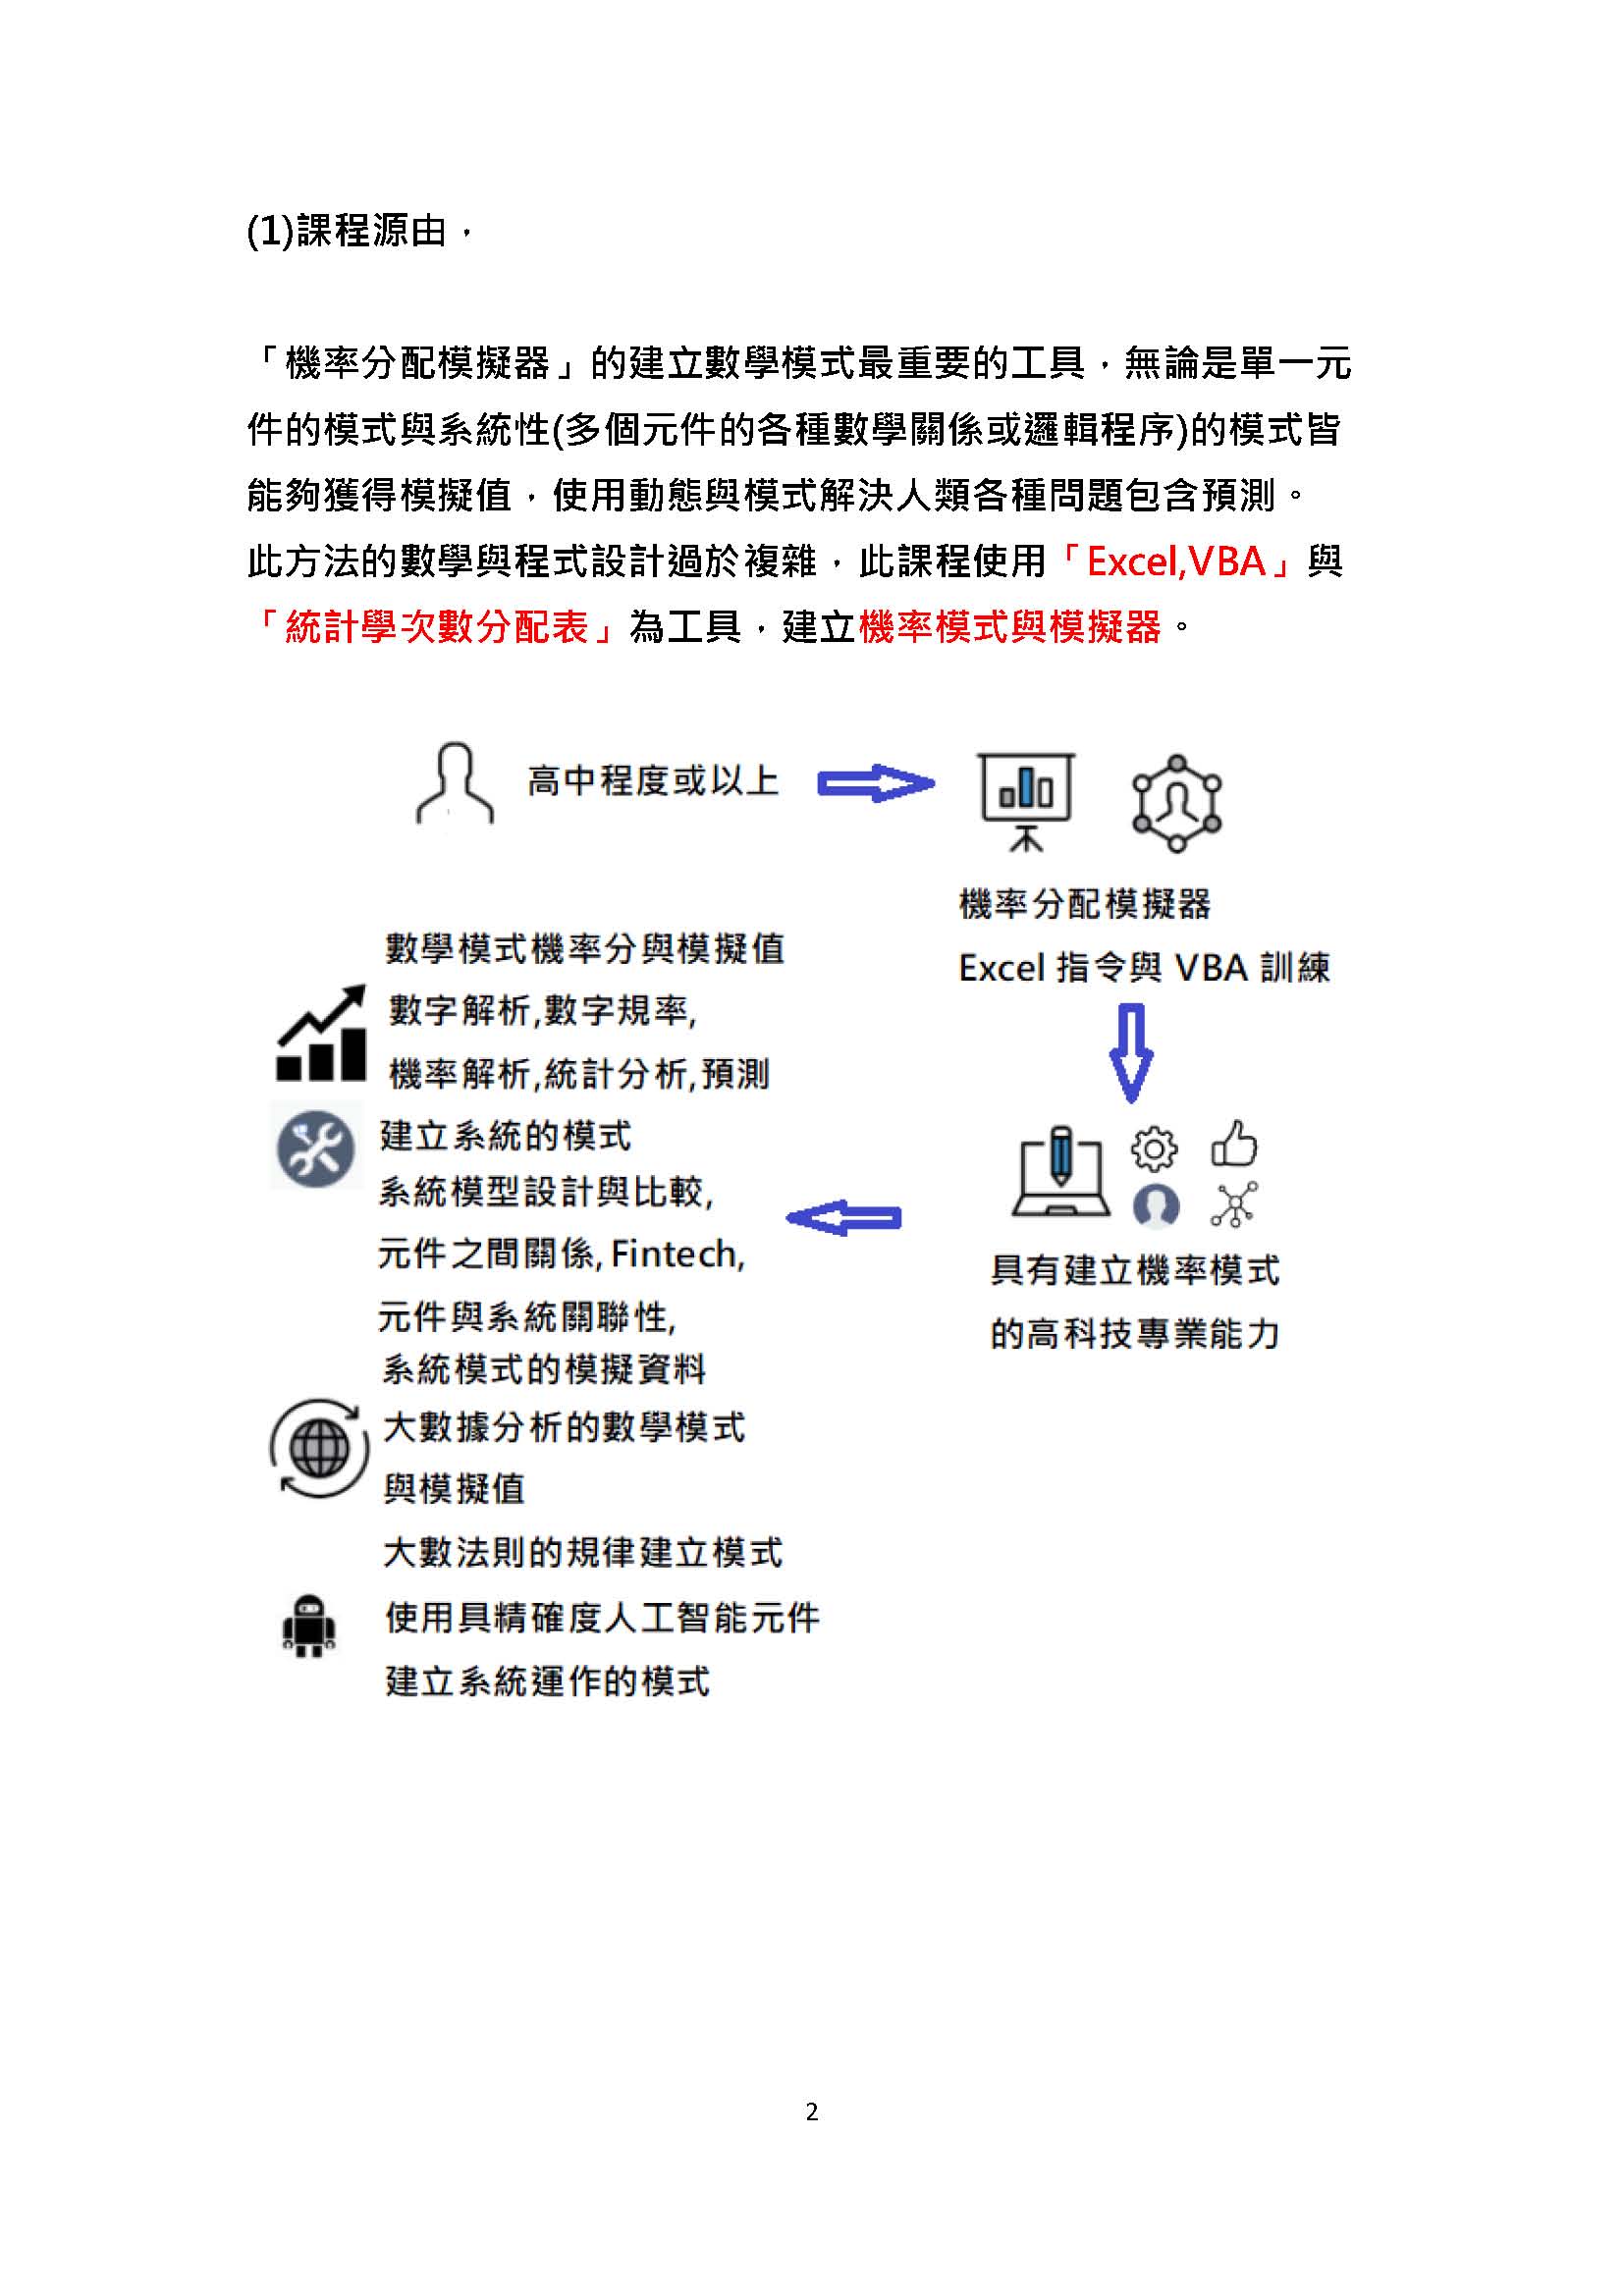 (1)課程源由，
「機率分配模擬器」的建立數學模式最重要的工具，無論是單一元
件的模式與系統性(多個元件的各種數學關係或邏輯程序)的模式皆
能夠獲得模擬值，使用動態與模式解決人類各種問題包含預測。
此方法的數學與程式設計過於複雜，此課程使用「Excel,VBA」與
「統計學次數分配表」為工具，建立機率模式與模擬器。
高中程度或以上
機率分配模擬器
Excel 指令與 VBA 訓練
具有建立機率模式
的高科技專業能力
數學模式機率分與模擬值
數字解析,數字規率,
機率解析,統計分析,預測
建立系統的模式
系統模型設計與比較,
元件之間關係,Fintech,
元件與系統關聯性,
系統模式的模擬資料
大數據分析的數學模式
與模擬值
大數法則的規律建立模式
使用具精確度人工智能元件
建立系統運作的模式
2